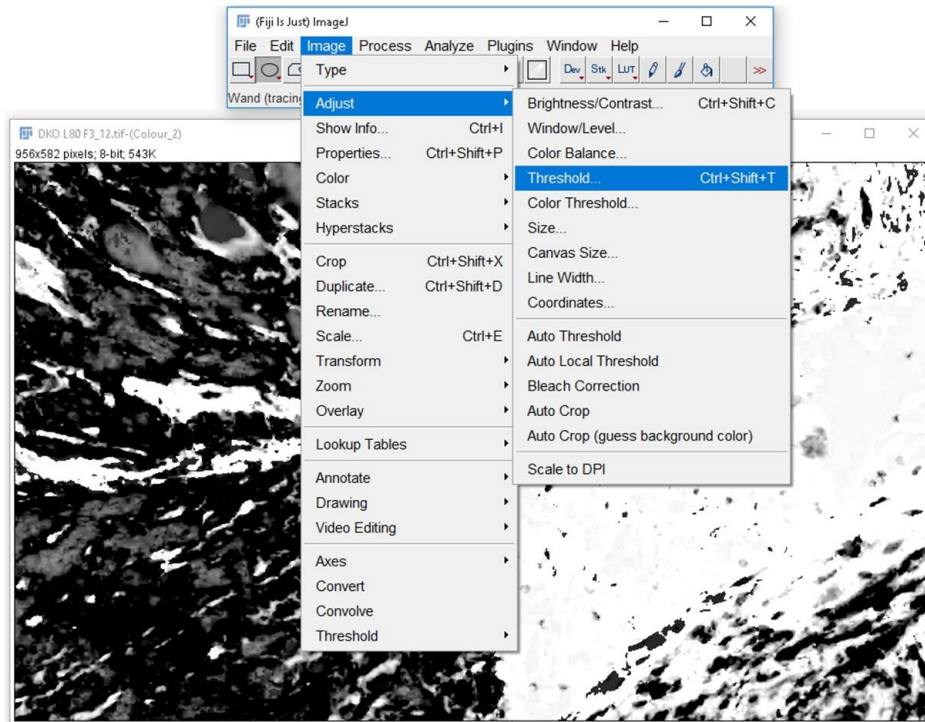 (Fiji Is Just) ImageJ
File Edit Image Process Analyze Plugins Window Help
Dev Stk LUT >>
Wand (tracing
DKO L80 F3_12.tif-(Colour_2)
956x582 pixels; 8-bit; 543K
Type
Adjust
Show Info... Ctrl+I
Properties... Ctrl+Shift+P
Color
Stacks
Hyperstacks
Crop Ctrl+Shift+X
Duplicate... Ctrl+Shift+D
Rename...
Scale... Ctrl+E
Transform
Zoom
Overlay
Lookup Tables
Annotate
Drawing
Video Editing
Axes
Convert
Convolve
Threshold
Brightness/Contrast... Ctrl+Shift+C
Window/Level...
Color Balance...
Threshold... Ctrl+Shift+T
Color Threshold...
Size...
Canvas Size...
Line Width...
Coordinates...
Auto Threshold
Auto Local Threshold
Bleach Correction
Auto Crop
Auto Crop (guess background color)
Scale to DPI